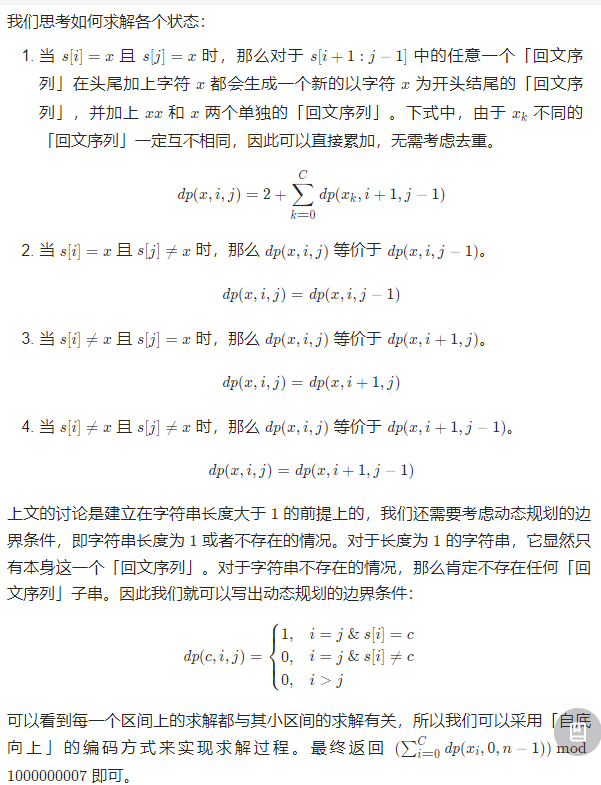 我们思考如何求解各个状态：
1. 当 s[i] = x 且 s[j] = x 时，那么对于 s[i + 1 : j − 1] 中的任意一个「回文序
列」在头尾加上字符 x 都会生成一个新的以字符 x 为开头结尾的「回文序
列」，并加上 xx 和 x 两个单独的「回文序列」。下式中，由于 x_k 不同的
「回文序列」一定互不相同，因此可以直接累加，无需考虑去重。
dp(x, i, j) = 2 + \sum_{k=0}^{C} dp(x_k, i + 1, j − 1)
2. 当 s[i] = x 且 s[j] ≠ x 时，那么 dp(x, i, j) 等价于 dp(x, i, j − 1)。
dp(x, i, j) = dp(x, i, j − 1)
3. 当 s[i] ≠ x 且 s[j] = x 时，那么 dp(x, i, j) 等价于 dp(x, i + 1, j)。
dp(x, i, j) = dp(x, i + 1, j)
4. 当 s[i] ≠ x 且 s[j] ≠ x 时，那么 dp(x, i, j) 等价于 dp(x, i + 1, j − 1)。
dp(x, i, j) = dp(x, i + 1, j − 1)
上文的讨论是建立在字符串长度大于 1 的前提上的，我们还需要考虑动态规划的边
界条件，即字符串长度为 1 或者不存在的情况。对于长度为 1 的字符串，它显然只
有本身这一个「回文序列」。对于字符串不存在的情况，那么肯定不存在任何「回
文序列」子串。因此我们就可以写出动态规划的边界条件：
1, i = j & s[i] = c
dp(c, i, j) = { 0, i = j & s[i] ≠ c
0, i > j
可以看到每一个区间上的求解都与其小区间的求解有关，所以我们可以采用「自底
向上」的编码方式来实现求解过程。最终返回 (\sum_{i=0}^{C} dp(x_i, 0, n − 1)) mod
1000000007 即可。